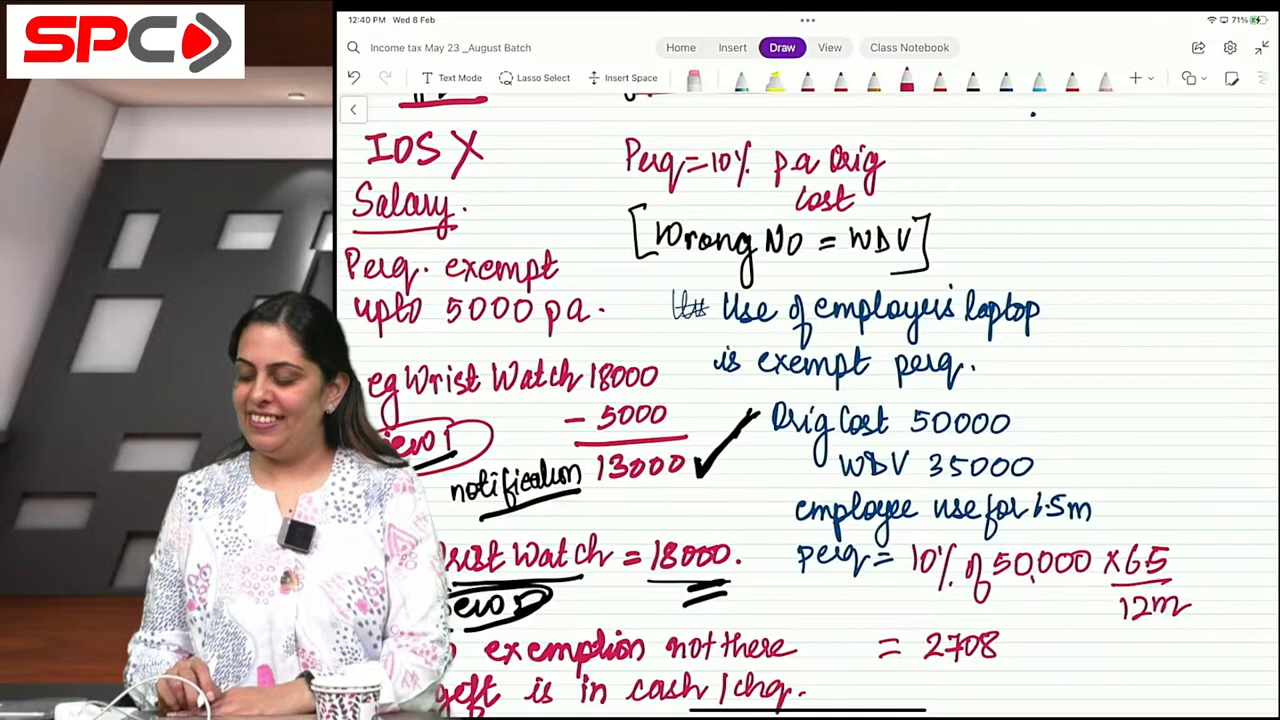 SPC
12:40 PM Wed 8 Feb
71%
Income tax May 23 _August Batch
Home Insert Draw View Class Notebook
Text Mode Lasso Select Insert Space
IOS X
Salary.
Perq. exempt
upto 5000 pa.
eg Wrist Watch 18000
- 5000
13000
notification
rist Watch = 18000.
exemption not there
geft is in cash / chq.
Perq = 10% pa Orig
Cost
[Wrong NO = WDV]
Use of employer's laptop
is exempt perq.
Orig Cost 50000
WDV 35000
employee use for 6.5m
perq = 10% of 50,000 × 6.5
12m
= 2708